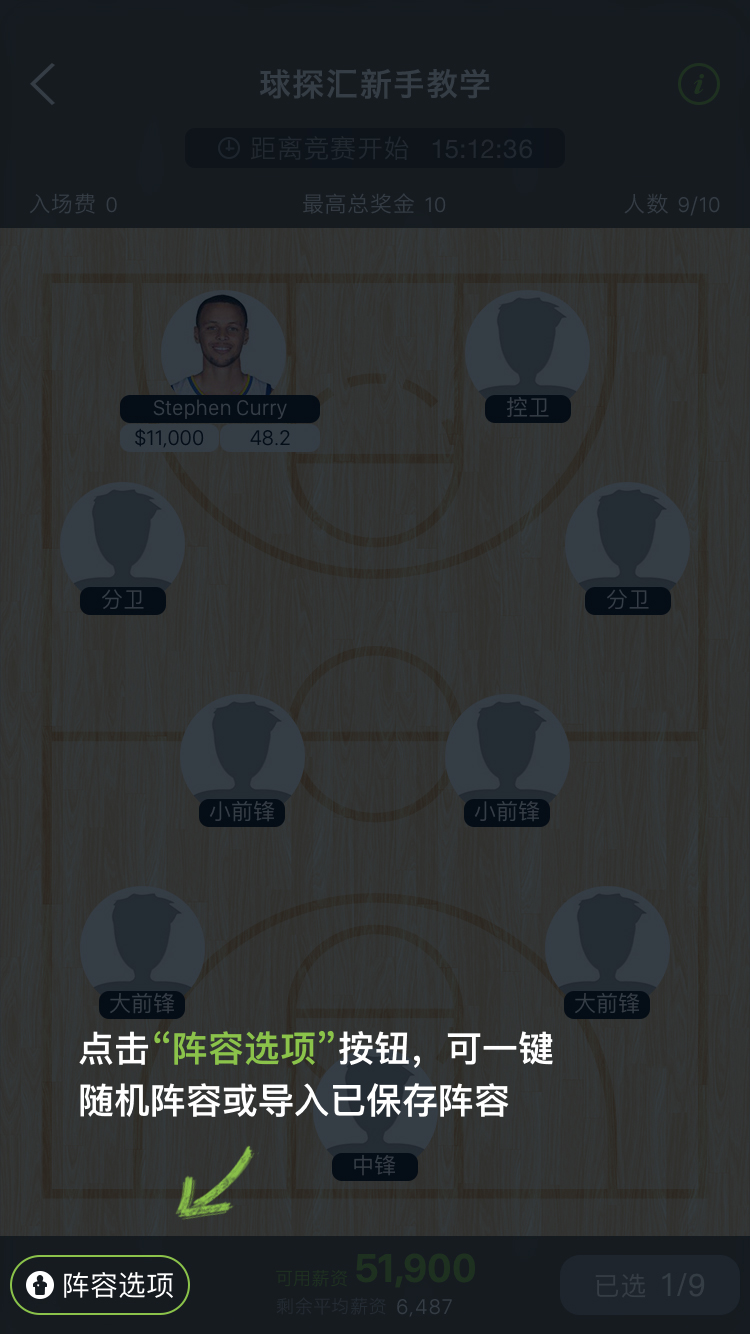 球探汇新手教学
i
距离竞赛开始 15:12:36
入场费 0 最高总奖金 10 人数 9/10
Stephen Curry
$11,000 48.2
控卫
分卫 分卫
小前锋 小前锋
大前锋 大前锋
点击“阵容选项”按钮，可一键
随机阵容或导入已保存阵容
中锋
阵容选项
可用薪资 51,900
剩余平均薪资 6,487
已选 1/9